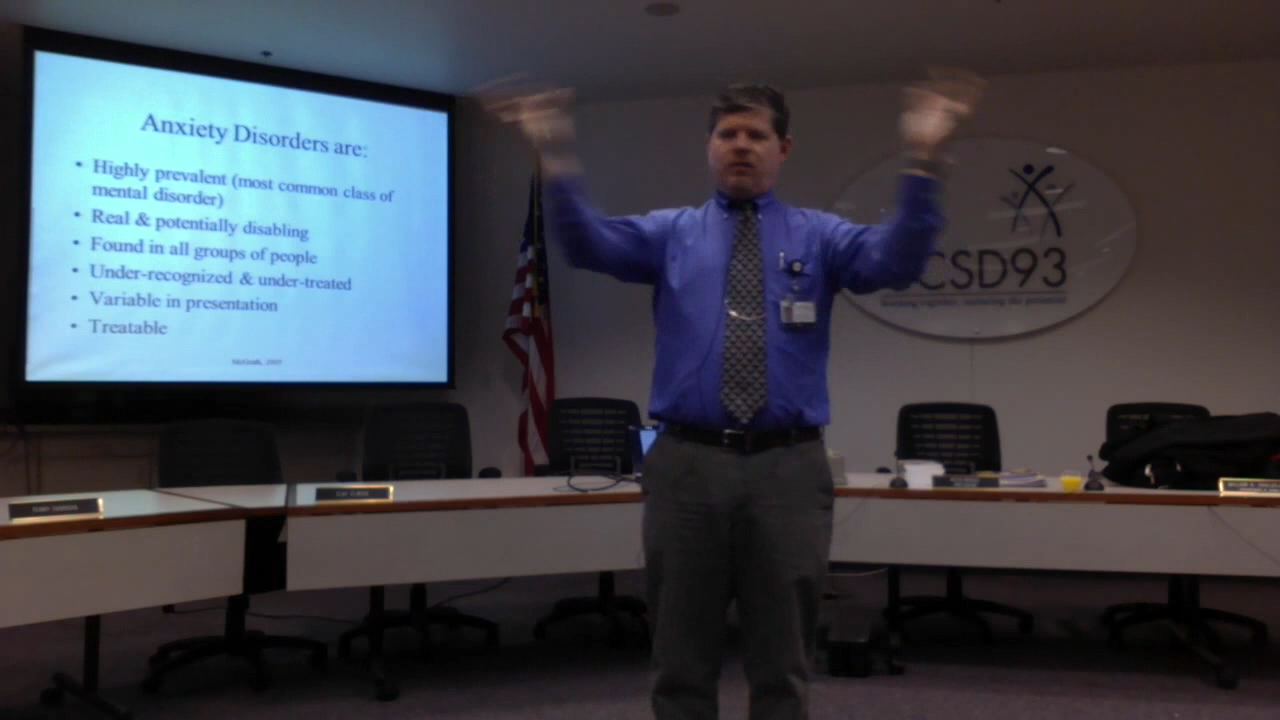 Anxiety Disorders are:
• Highly prevalent (most common class of
mental disorder)
• Real & potentially disabling
• Found in all groups of people
• Under-recognized & under-treated
• Variable in presentation
• Treatable
CSD93